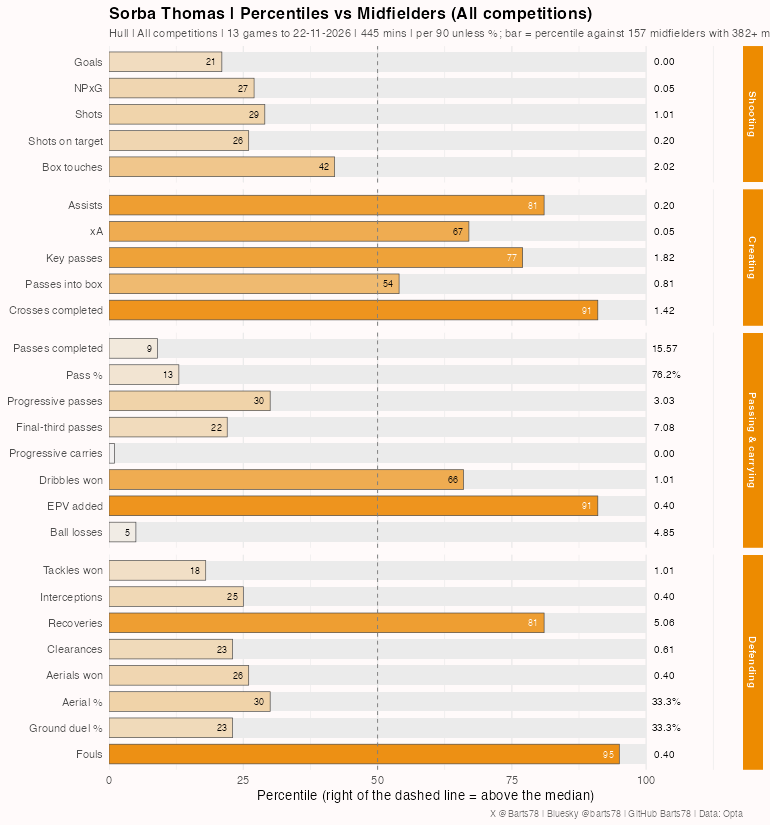 Sorba Thomas | Percentiles vs Midfielders (All competitions)
Hull | All competitions | 13 games to 22-11-2026 | 445 mins | per 90 unless %; bar = percentile against 157 midfielders with 382+ m
Goals 21 0.00
NPxG 27 0.05
Shots 29 1.01
Shots on target 26 0.20
Box touches 42 2.02
Shooting
Assists 81 0.20
xA 67 0.05
Key passes 77 1.82
Passes into box 54 0.81
Crosses completed 91 1.42
Creating
Passes completed 9 15.57
Pass % 13 76.2%
Progressive passes 30 3.03
Final-third passes 22 7.08
Progressive carries 0.00
Dribbles won 66 1.01
EPV added 91 0.40
Ball losses 5 4.85
Passing & carrying
Tackles won 18 1.01
Interceptions 25 0.40
Recoveries 81 5.06
Clearances 23 0.61
Aerials won 26 0.40
Aerial % 30 33.3%
Ground duel % 23 33.3%
Fouls 95 0.40
Defending
0 25 50 75 100
Percentile (right of the dashed line = above the median)
X @Barts78 | Bluesky @barts78 | GitHub Barts78 | Data: Opta